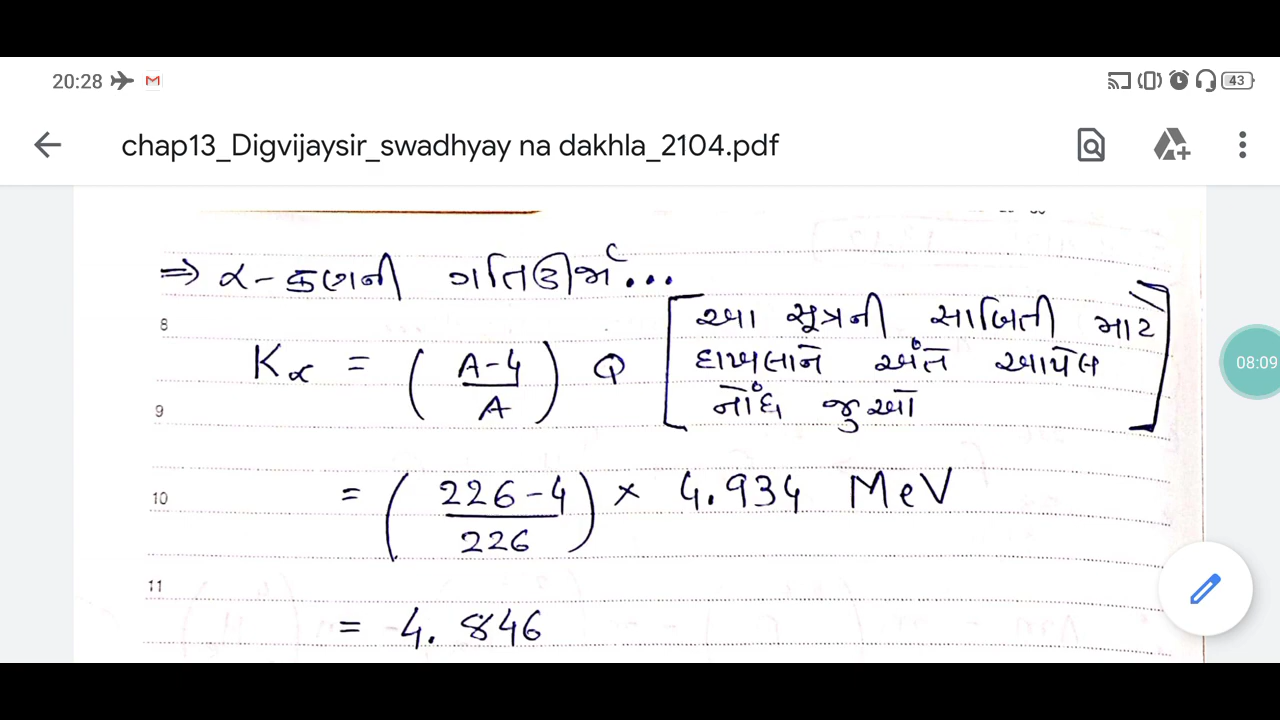 20:28
43
chap13_Digvijaysir_swadhyay na dakhla_2104.pdf
⇒ α-કણની ગતિઊર્જા...
8
Kα = (A-4/A) Q [આ સૂત્રની સાબિતી માટે
દાખલાને અંતે આપેલ
નોંધ જુઓ]
08:09
9
10
= (226-4/226) × 4.934 MeV
11
= 4.846